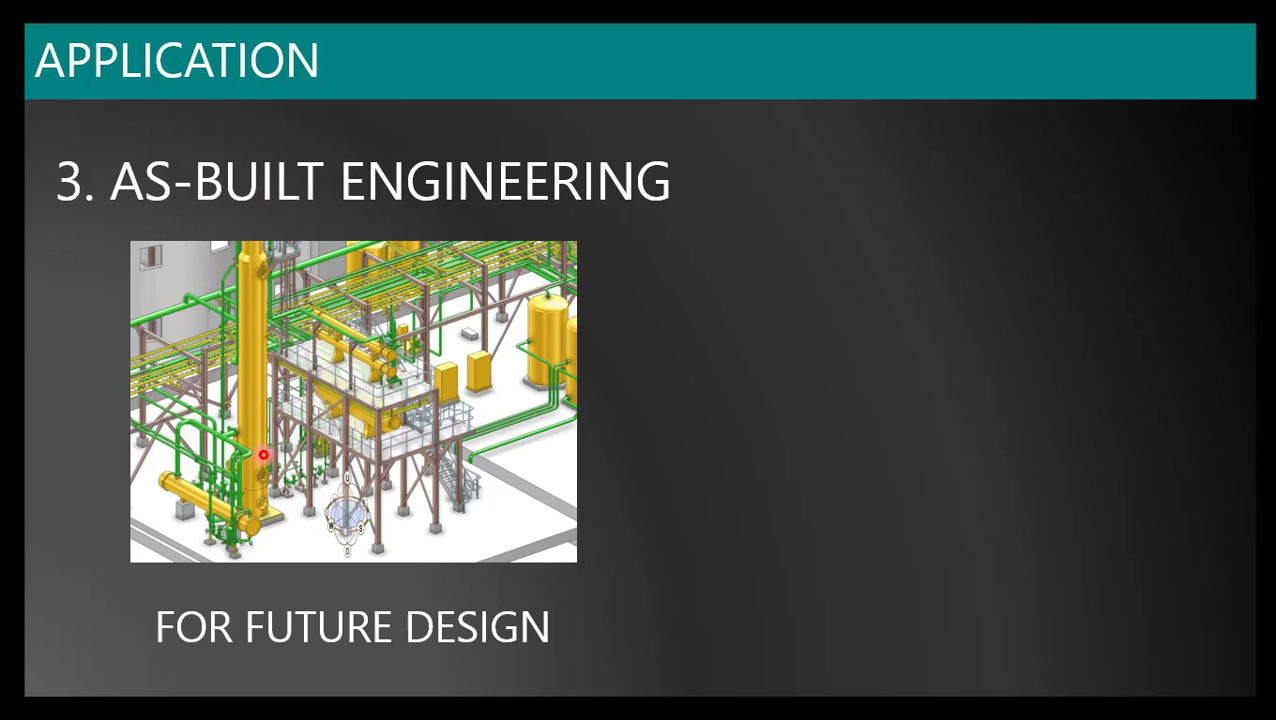 APPLICATION
3. AS-BUILT ENGINEERING
FOR FUTURE DESIGN